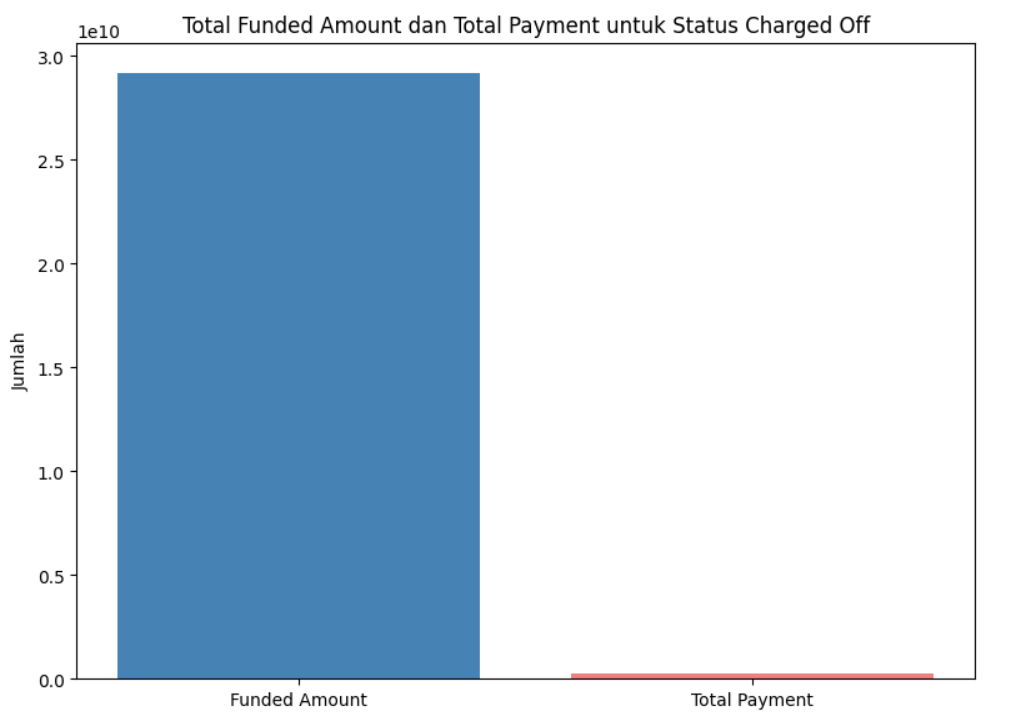 Total Funded Amount dan Total Payment untuk Status Charged Off
1e10
3.0
2.5
2.0
1.5
1.0
0.5
0.0
Jumlah
Funded Amount
Total Payment